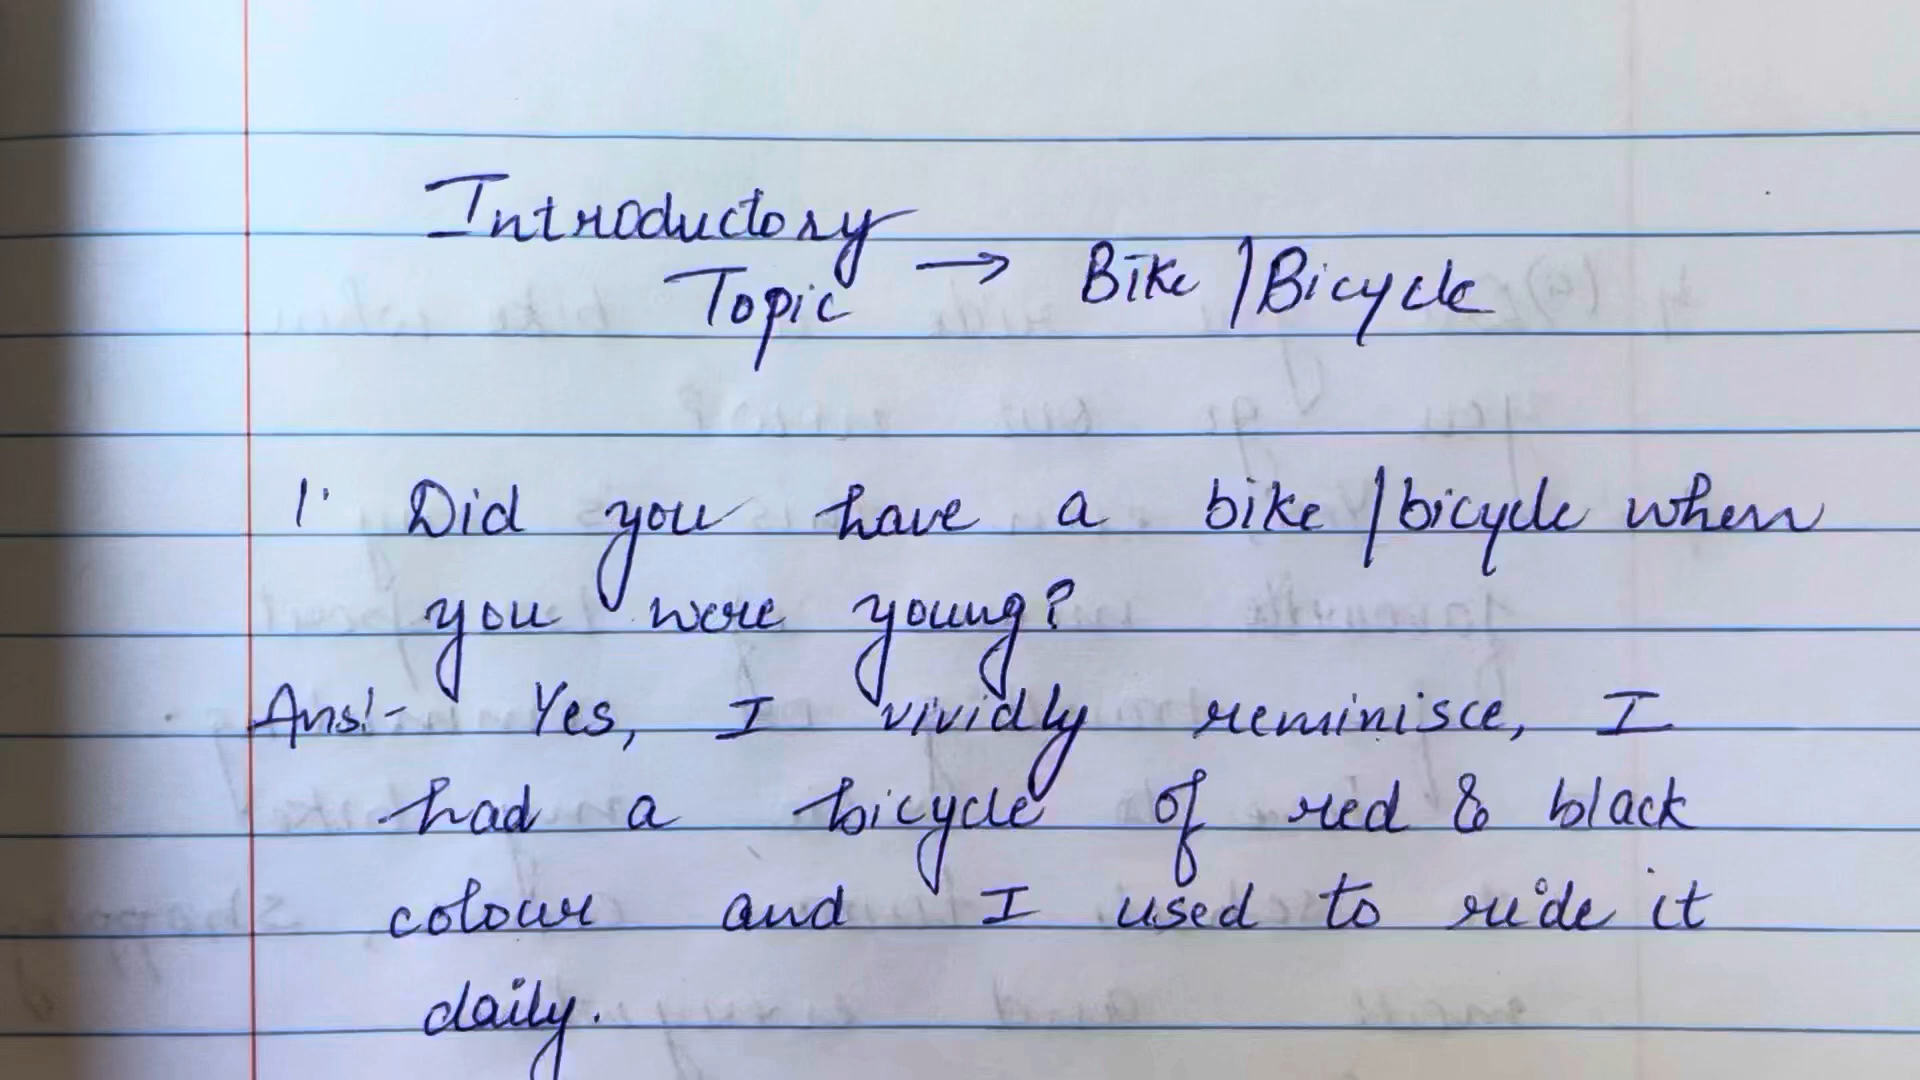 Introductory
Topic → Bike / Bicycle
1. Did you have a bike / bicycle when
you were young?
Ans:- Yes, I vividly reminisce, I
had a bicycle of red & black
colour and I used to ride it
daily.